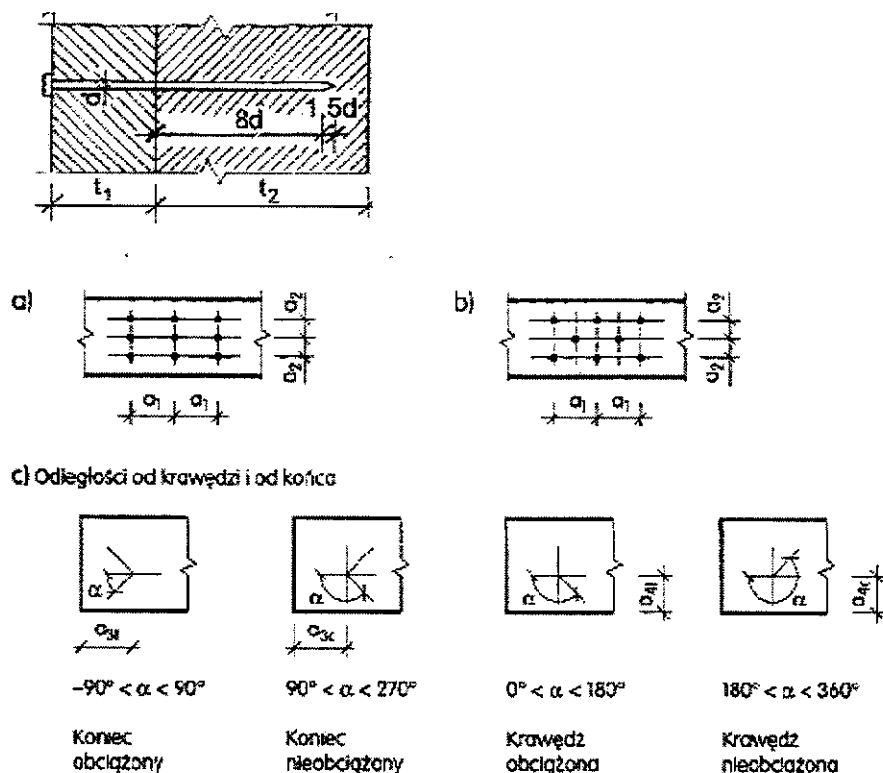 d
8d
1,5d
t₁ t₂
a) b)
a₂
a₂
a₂
a₂
a₁ a₁
a₁ a₁
c) Odległości od krawędzi i od końca
α α α α
a₃ₜ a₃c a₄ₜ a₄c
−90° < α < 90° 90° < α < 270° 0° < α < 180° 180° < α < 360°
Koniec Koniec Krawędź Krawędź
obciążony nieobciążony obciążona nieobciążona